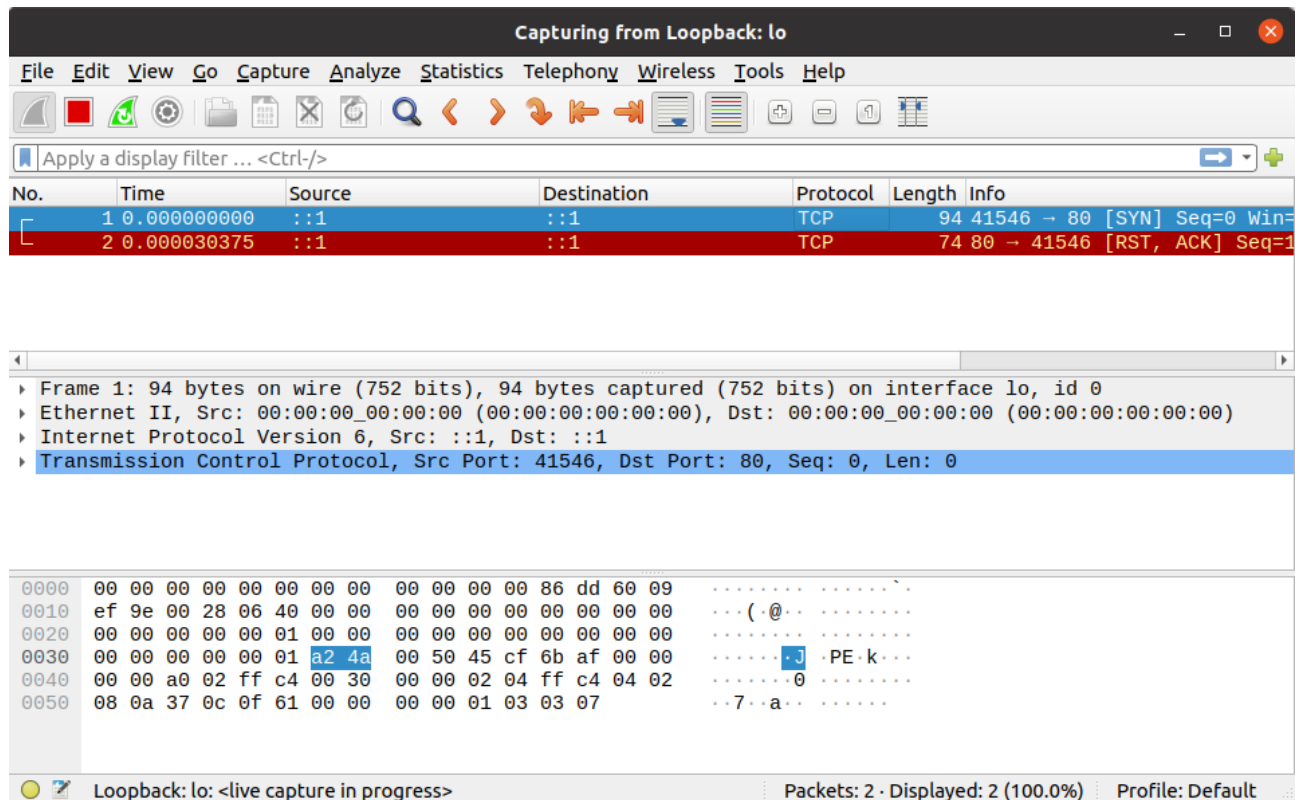 Capturing from Loopback: lo
File Edit View Go Capture Analyze Statistics Telephony Wireless Tools Help
Apply a display filter … <Ctrl-/>
No. Time Source Destination Protocol Length Info
1 0.000000000 ::1 ::1 TCP 94 41546 → 80 [SYN] Seq=0 Win=
2 0.000030375 ::1 ::1 TCP 74 80 → 41546 [RST, ACK] Seq=1
Frame 1: 94 bytes on wire (752 bits), 94 bytes captured (752 bits) on interface lo, id 0
Ethernet II, Src: 00:00:00_00:00:00 (00:00:00:00:00:00), Dst: 00:00:00_00:00:00 (00:00:00:00:00:00)
Internet Protocol Version 6, Src: ::1, Dst: ::1
Transmission Control Protocol, Src Port: 41546, Dst Port: 80, Seq: 0, Len: 0
0000 00 00 00 00 00 00 00 00 00 00 00 00 86 dd 60 09 ········ ······`·
0010 ef 9e 00 28 06 40 00 00 00 00 00 00 00 00 00 00 ···(·@·· ········
0020 00 00 00 00 00 01 00 00 00 00 00 00 00 00 00 00 ········ ········
0030 00 00 00 00 00 01 a2 4a 00 50 45 cf 6b af 00 00 ·······J ·PE·k···
0040 00 00 a0 02 ff c4 00 30 00 00 02 04 ff c4 04 02 ·······0 ········
0050 08 0a 37 0c 0f 61 00 00 00 00 01 03 03 07 ··7··a·· ······
Loopback: lo: <live capture in progress> Packets: 2 · Displayed: 2 (100.0%) Profile: Default